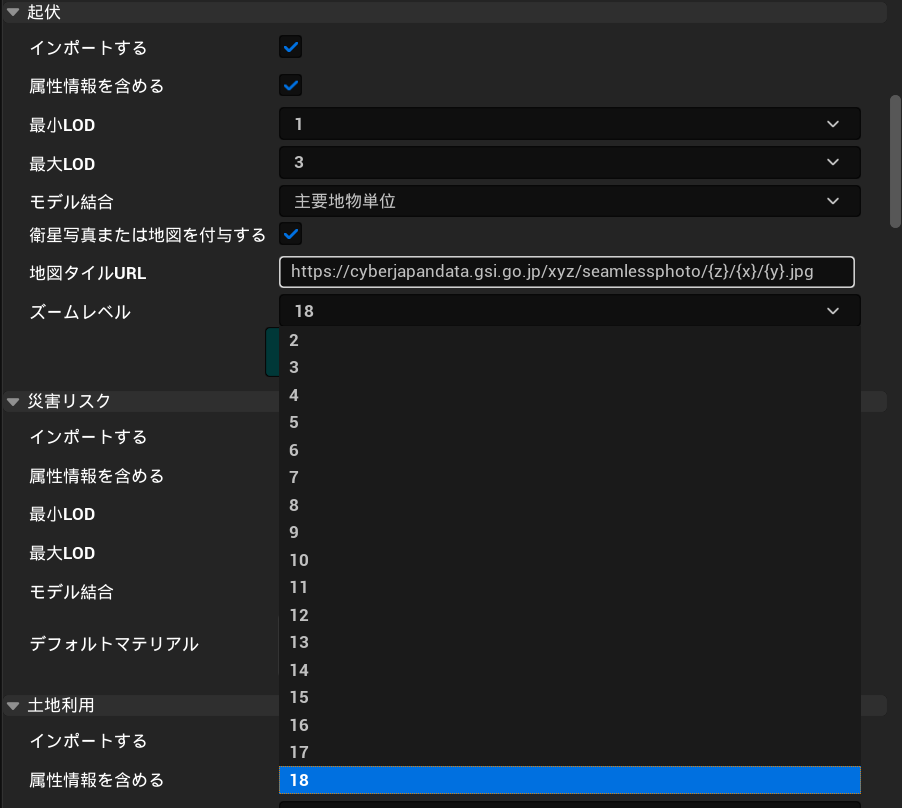 起伏
インポートする
属性情報を含める
最小LOD 1
最大LOD 3
モデル結合 主要地物単位
衛星写真または地図を付与する
地図タイルURL https://cyberjapandata.gsi.go.jp/xyz/seamlessphoto/{z}/{x}/{y}.jpg
ズームレベル 18
2
3
4
5
6
7
8
9
10
11
12
13
14
15
16
17
18
災害リスク
インポートする
属性情報を含める
最小LOD
最大LOD
モデル結合
デフォルトマテリアル
土地利用
インポートする
属性情報を含める